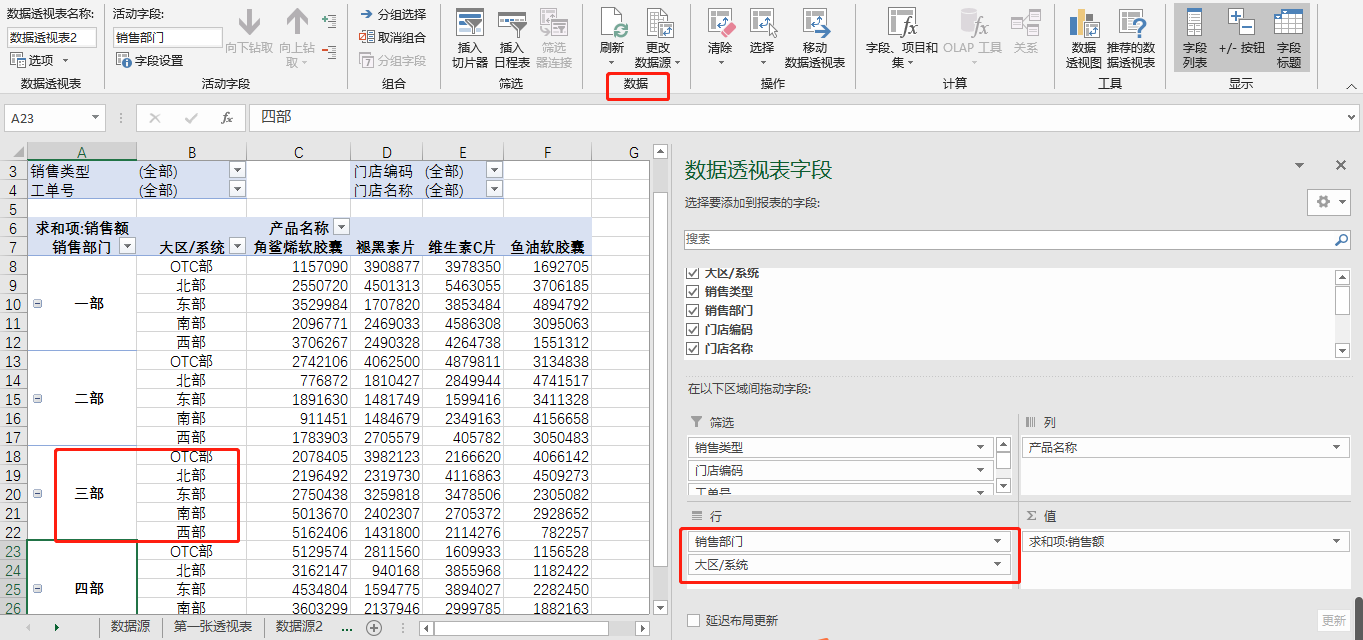 数据透视表名称: 活动字段:
数据透视表2 销售部门
选项 字段设置
向下钻取 向上钻取
数据透视表 活动字段
分组选择
取消组合
分组字段
组合
插入切片器 插入日程表 筛选器连接
筛选
刷新 更改数据源
数据
清除 选择 移动数据透视表
操作
字段、项目和集 OLAP 工具 关系
计算
数据透视图 推荐的数据透视表
工具
字段列表 +/- 按钮 字段标题
显示
A23 fx 四部
A B C D E F G
3 销售类型 (全部) 门店编码 (全部)
4 工单号 (全部) 门店名称 (全部)
5
6 求和项:销售额 产品名称
7 销售部门 大区/系统 角鲨烯软胶囊 褪黑素片 维生素C片 鱼油软胶囊
8 OTC部 1157090 3908877 3978350 1692705
9 北部 2550720 4501313 5463055 3706185
10 一部 东部 3529984 1707820 3853484 4894792
11 南部 2096771 2469033 4586308 3095063
12 西部 3706267 2490328 4264738 1551312
13 OTC部 2742106 4062500 4879811 3134838
14 北部 776872 1810427 2849944 4741517
15 二部 东部 1891630 1481749 1599416 3411328
16 南部 911451 1484679 2349163 4156658
17 西部 1783903 2705579 405782 3050483
18 OTC部 2078405 3982123 2166620 4066142
19 北部 2196492 2319730 4116863 4509273
20 三部 东部 2750438 3259818 3478506 2305082
21 南部 5013670 2402307 2705372 2928652
22 西部 5162406 1431800 2114276 782257
23 OTC部 5129574 2811560 1609933 1156528
24 北部 3162147 940168 3855968 1182422
25 四部 东部 4534804 1594775 3894027 2282450
26 南部 3603299 2137946 2999785 1882163
数据源 第一张透视表 数据源2 ...
数据透视表字段
选择要添加到报表的字段:
搜索
大区/系统
销售类型
销售部门
门店编码
门店名称
在以下区域间拖动字段:
筛选 列
销售类型 产品名称
门店编码
工单号
行 Σ 值
销售部门 求和项:销售额
大区/系统
延迟布局更新 更新